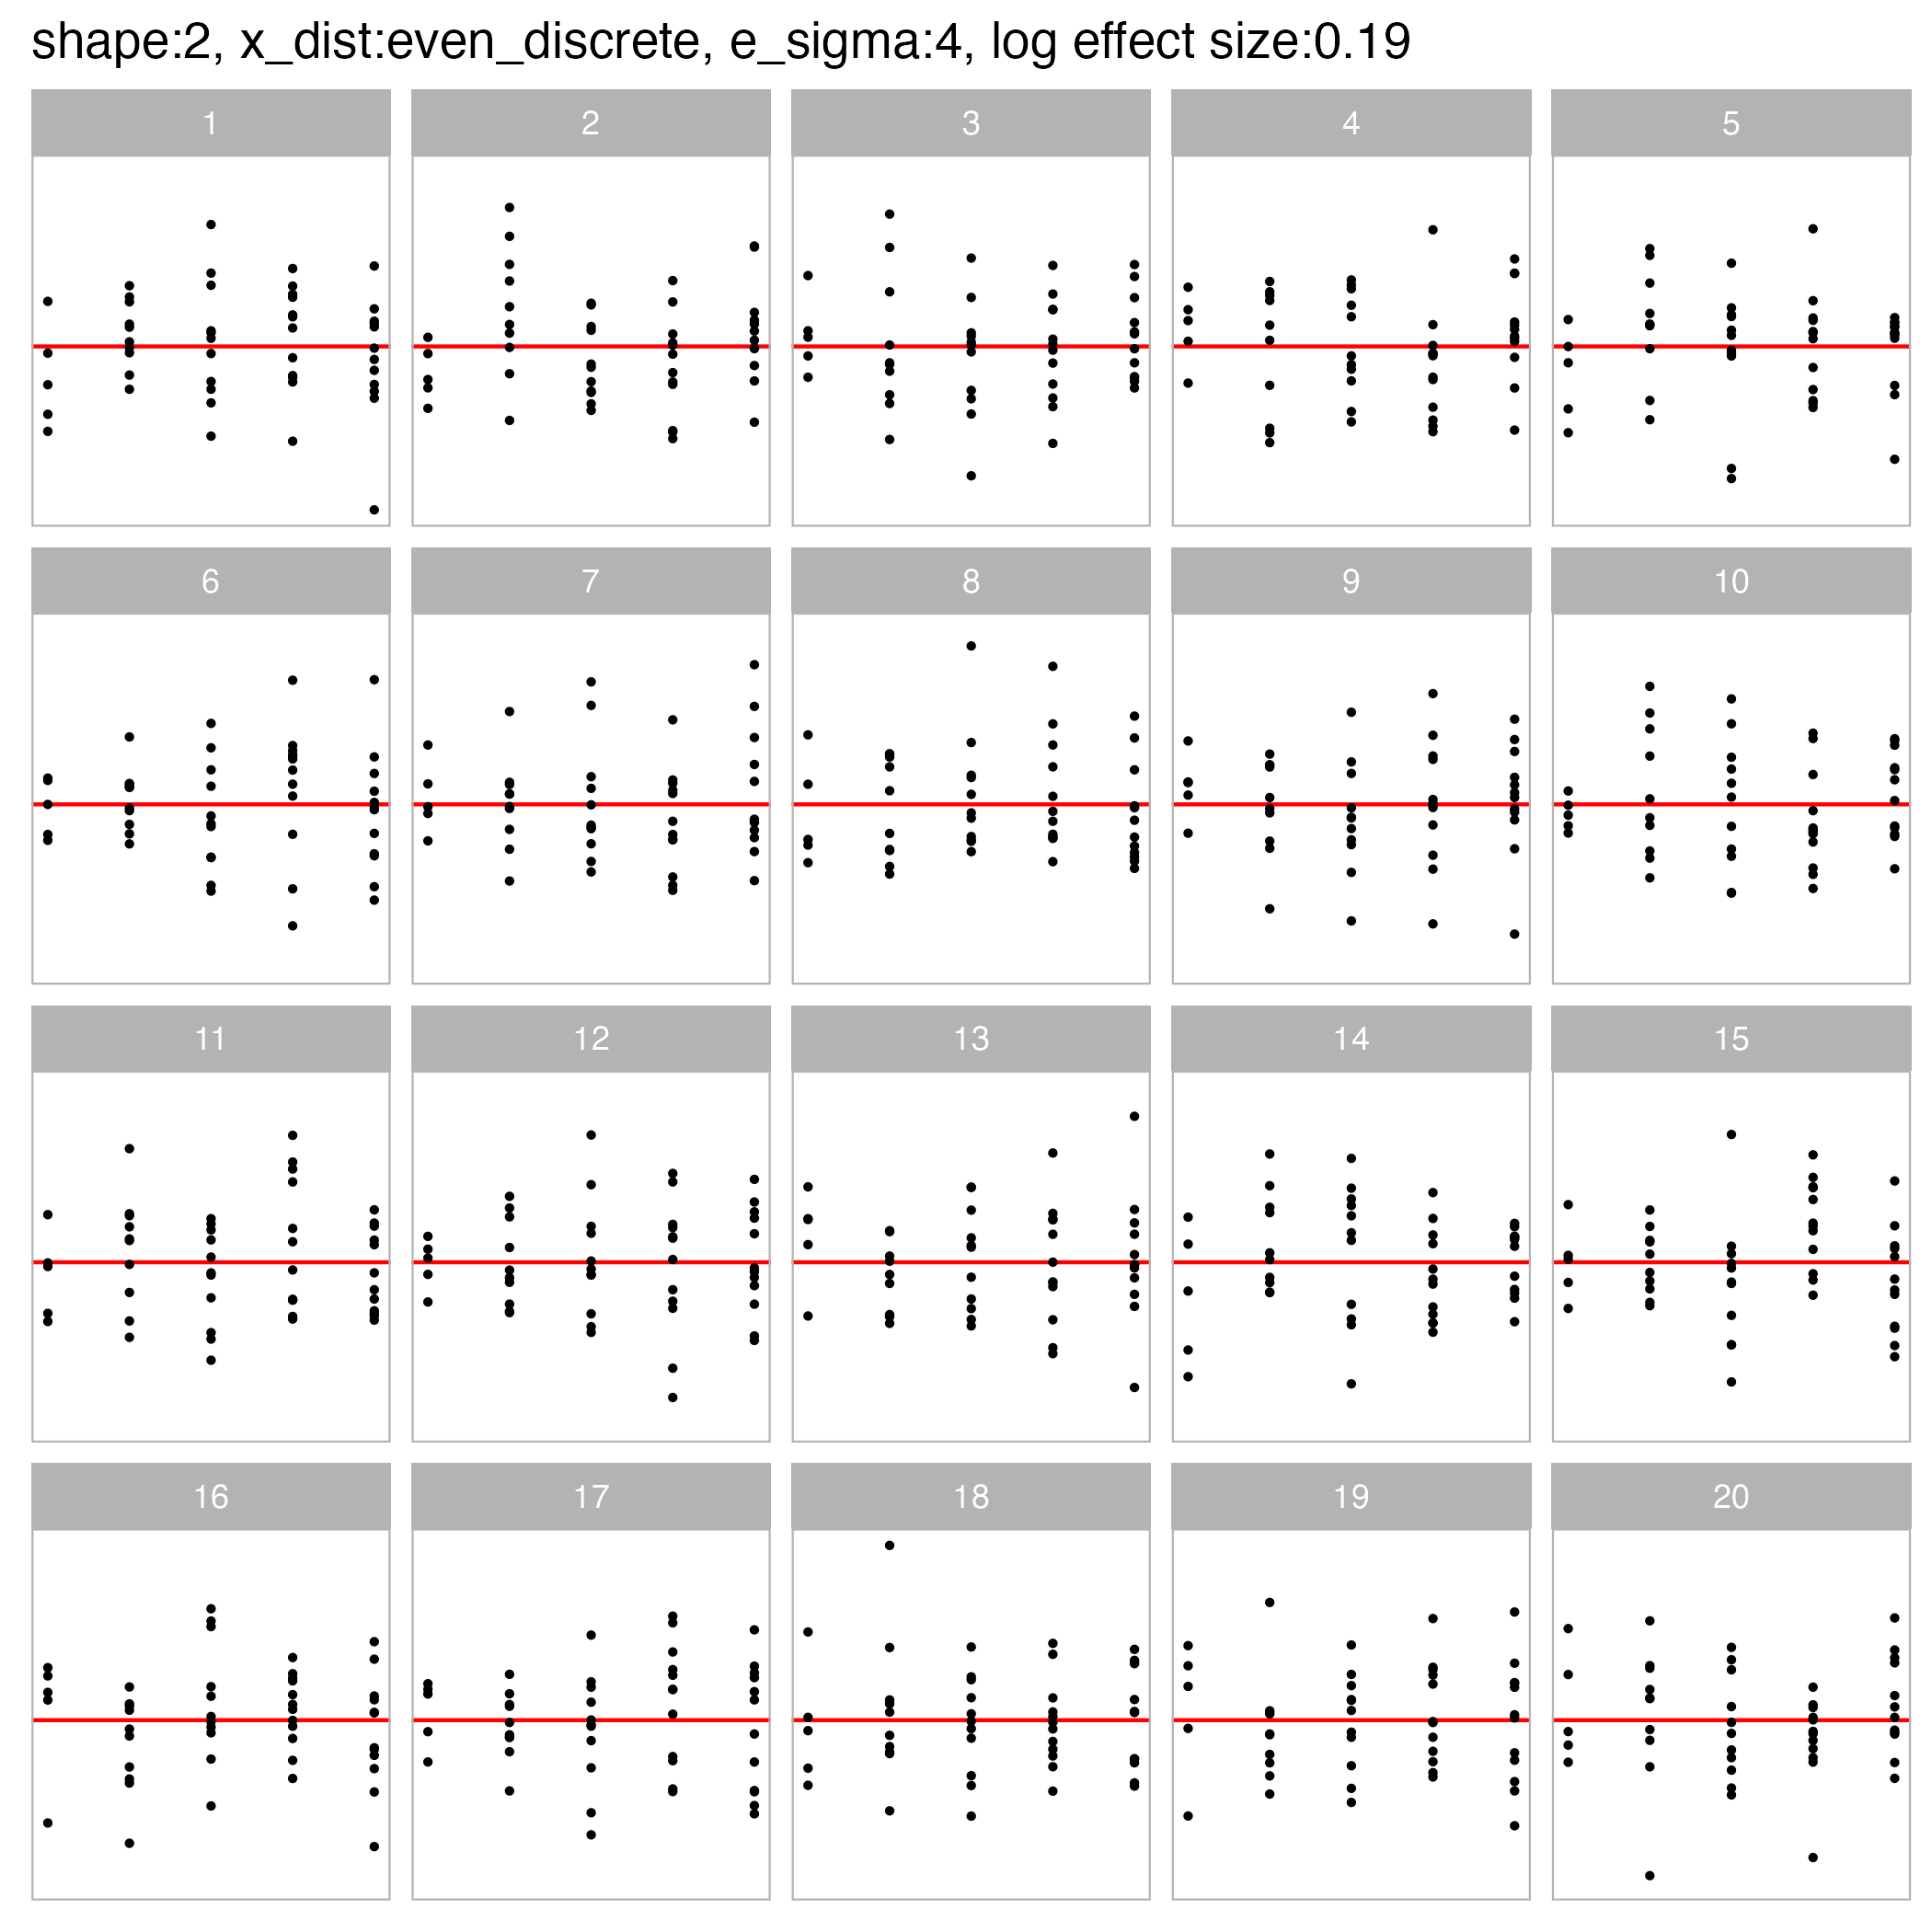 shape:2, x_dist:even_discrete, e_sigma:4, log effect size:0.19
1 2 3 4 5
6 7 8 9 10
11 12 13 14 15
16 17 18 19 20